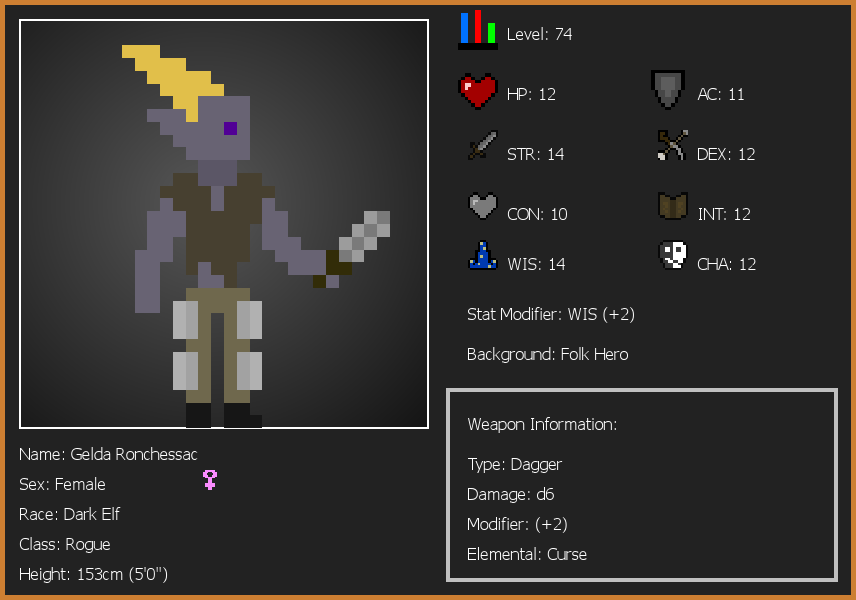 Level: 74
HP: 12
AC: 11
STR: 14
DEX: 12
CON: 10
INT: 12
WIS: 14
CHA: 12
Stat Modifier: WIS (+2)
Background: Folk Hero
Weapon Information:
Type: Dagger
Damage: d6
Modifier: (+2)
Elemental: Curse
Name: Gelda Ronchessac
Sex: Female
Race: Dark Elf
Class: Rogue
Height: 153cm (5'0")